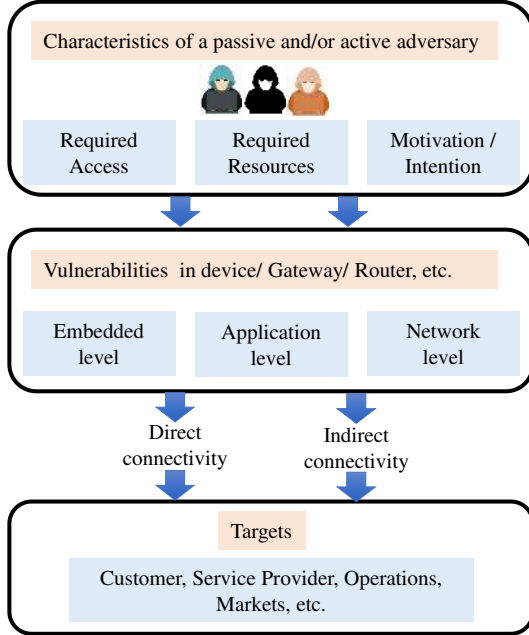 Characteristics of a passive and/or active adversary
Required
Access
Required
Resources
Motivation /
Intention
Vulnerabilities in device/ Gateway/ Router, etc.
Embedded
level
Application
level
Network
level
Direct
connectivity
Indirect
connectivity
Targets
Customer, Service Provider, Operations,
Markets, etc.